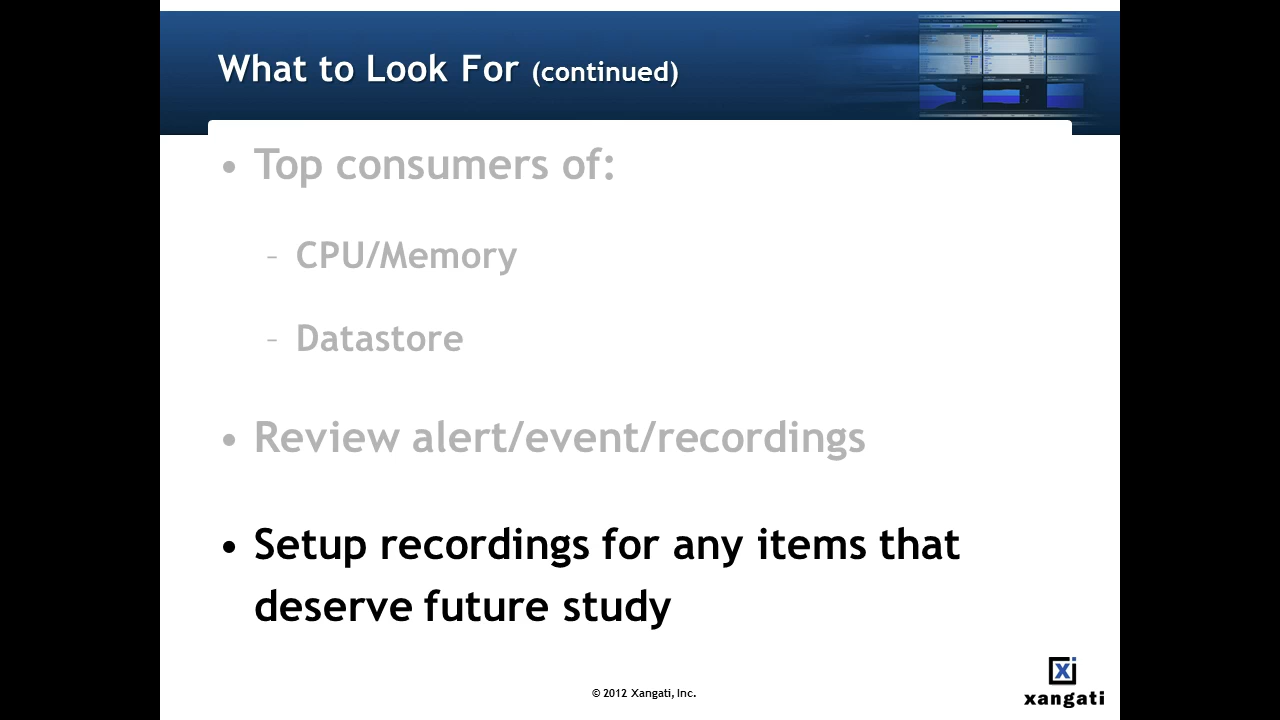 What to Look For (continued)
• Top consumers of:
– CPU/Memory
– Datastore
• Review alert/event/recordings
• Setup recordings for any items that
deserve future study
© 2012 Xangati, Inc.
xi
xangati